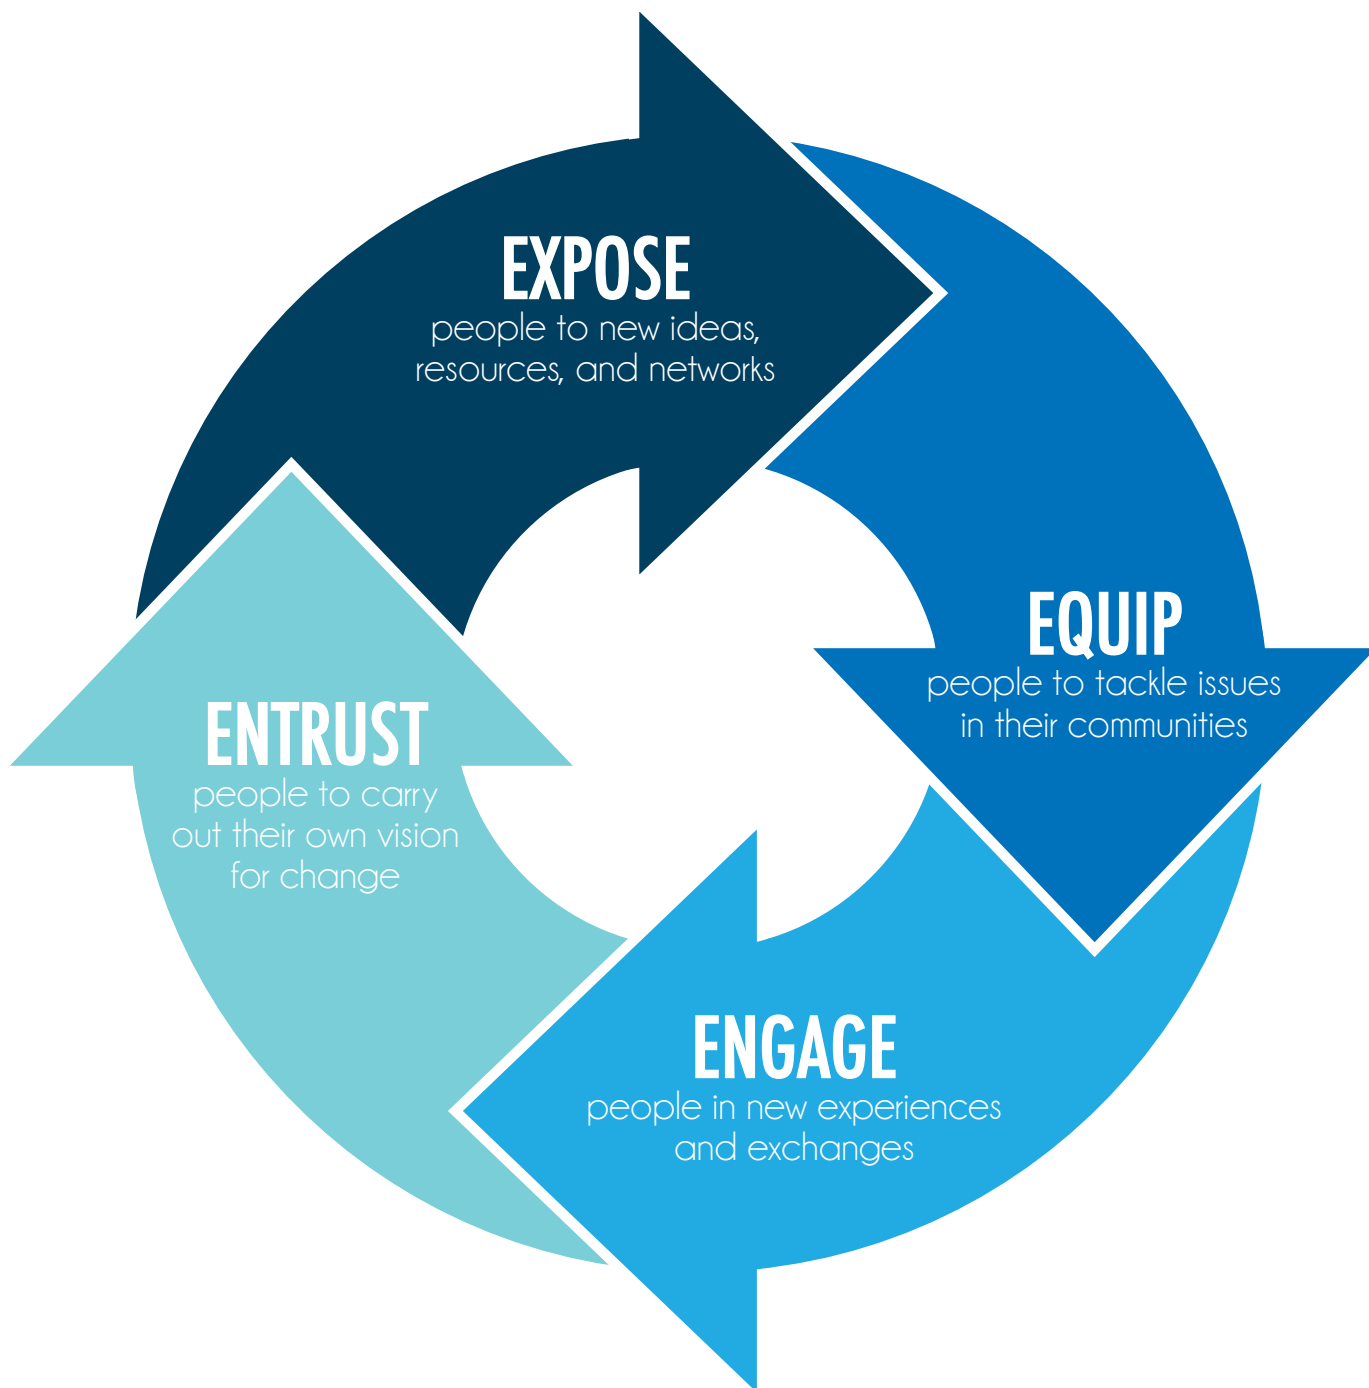 EXPOSE
people to new ideas,
resources, and networks
EQUIP
people to tackle issues
in their communities
ENGAGE
people in new experiences
and exchanges
ENTRUST
people to carry
out their own vision
for change